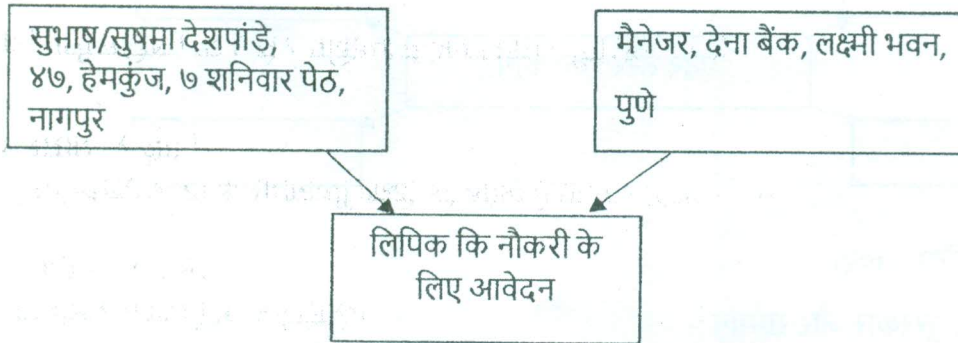 सुभाष/सुषमा देशपांडे,
४७, हेमकुंज, ७ शनिवार पेठ,
नागपुर
मैनेजर, देना बैंक, लक्ष्मी भवन,
पुणे
लिपिक कि नौकरी के
लिए आवेदन